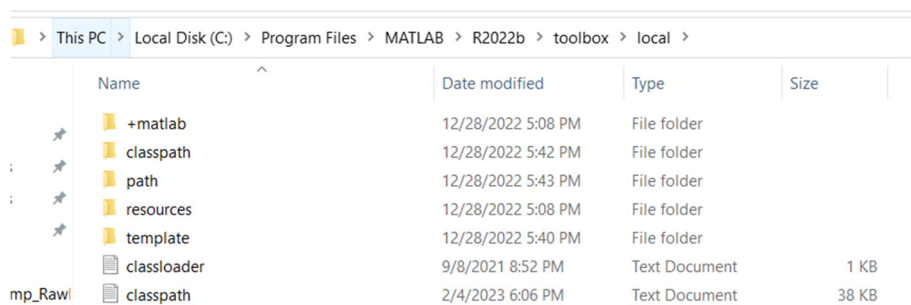 > This PC > Local Disk (C:) > Program Files > MATLAB > R2022b > toolbox > local >
Name Date modified Type Size
+matlab 12/28/2022 5:08 PM File folder
classpath 12/28/2022 5:42 PM File folder
path 12/28/2022 5:43 PM File folder
resources 12/28/2022 5:08 PM File folder
template 12/28/2022 5:40 PM File folder
classloader 9/8/2021 8:52 PM Text Document 1 KB
mp_Rawl classpath 2/4/2023 6:06 PM Text Document 38 KB